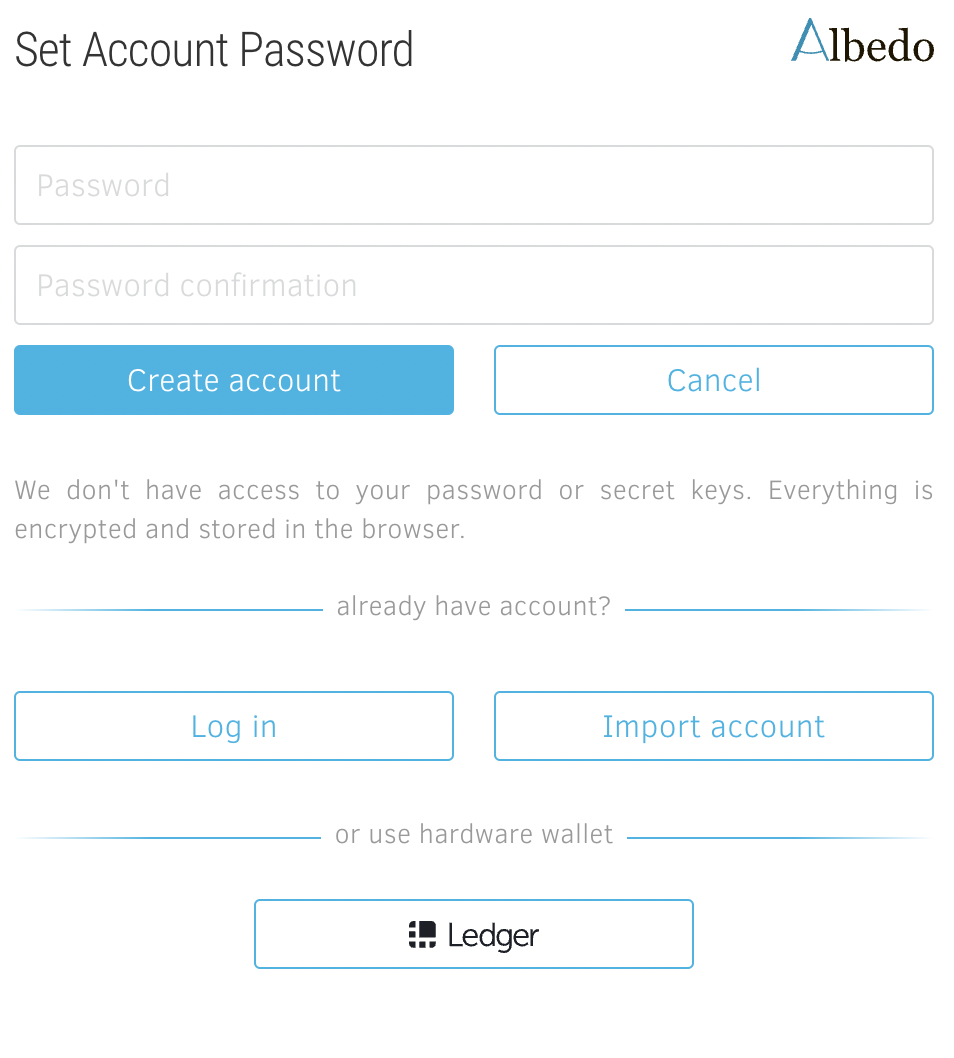 Set Account Password
Albedo
Password
Password confirmation
Create account
Cancel
We don't have access to your password or secret keys. Everything is
encrypted and stored in the browser.
already have account?
Log in
Import account
or use hardware wallet
Ledger